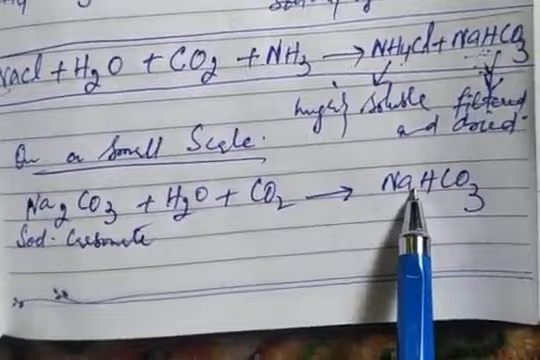 NaCl + H2O + CO2 + NH3 → NH4Cl + NaHCO3
soluble filtered
and dried
On a Small Scale.
Na2CO3 + H2O + CO2 → NaHCO3
Sod. Carbonate